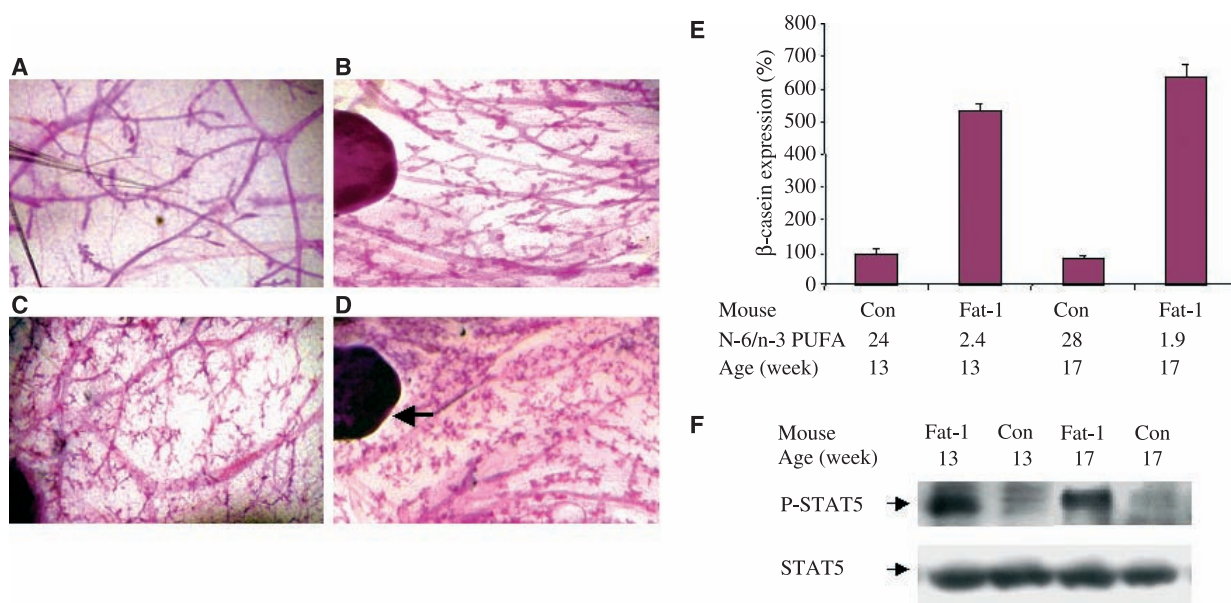 A
B
C
D
E
800
700
600
500
400
300
200
100
0
β-casein expression (%)
Mouse Con Fat-1 Con Fat-1
N-6/n-3 PUFA 24 2.4 28 1.9
Age (week) 13 13 17 17
F
Mouse Fat-1 Con Fat-1 Con
Age (week) 13 13 17 17
P-STAT5
STAT5